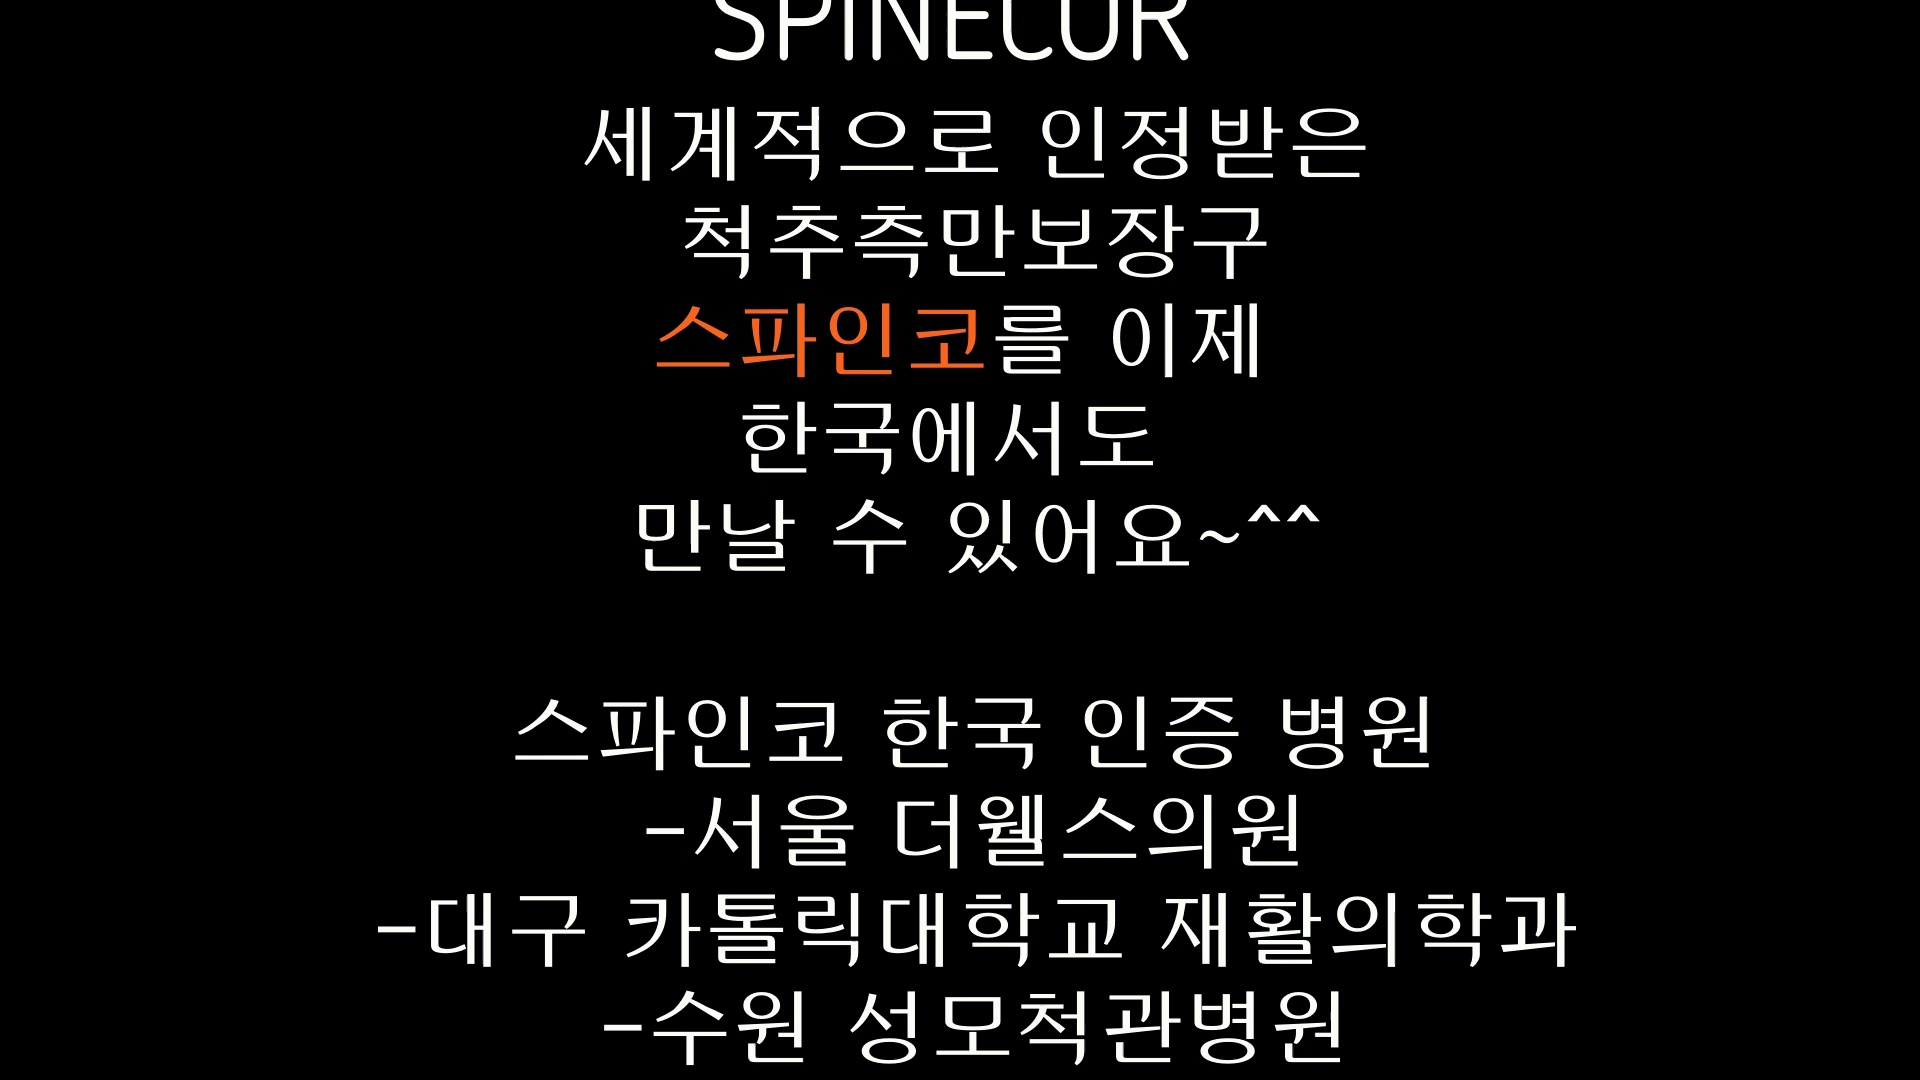 SPINECOR
세계적으로 인정받은
척추측만보장구
스파인코를 이제
한국에서도
만날 수 있어요~^^
스파인코 한국 인증 병원
-서울 더웰스의원
-대구 카톨릭대학교 재활의학과
-수원 성모척관병원